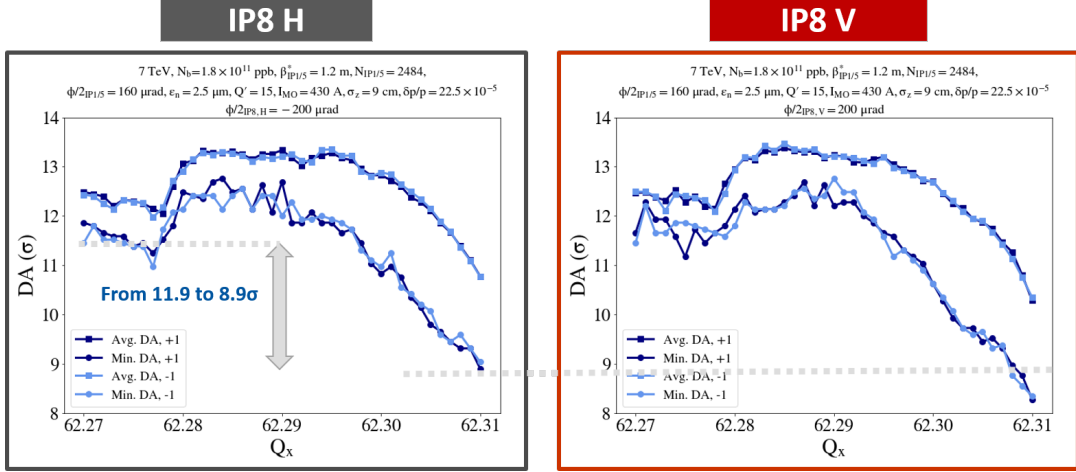 IP8 H
7 TeV, N_b=1.8 × 10^11 ppb, β*_IP1/5 = 1.2 m, N_IP1/5 = 2484,
ϕ/2_IP1/5 = 160 μrad, ε_n = 2.5 μm, Q′ = 15, I_MO = 430 A, σ_z = 9 cm, δp/p = 22.5 × 10^−5
ϕ/2_IP8,H = − 200 μrad
14
13
12
11
10
9
8
DA (σ)
From 11.9 to 8.9σ
Avg. DA, +1
Min. DA, +1
Avg. DA, -1
Min. DA, -1
62.27 62.28 62.29 62.30 62.31
Q_x
IP8 V
7 TeV, N_b=1.8 × 10^11 ppb, β*_IP1/5 = 1.2 m, N_IP1/5 = 2484,
ϕ/2_IP1/5 = 160 μrad, ε_n = 2.5 μm, Q′ = 15, I_MO = 430 A, σ_z = 9 cm, δp/p = 22.5 × 10^−5
ϕ/2_IP8,V = 200 μrad
14
13
12
11
10
9
8
DA (σ)
Avg. DA, +1
Min. DA, +1
Avg. DA, -1
Min. DA, -1
62.27 62.28 62.29 62.30 62.31
Q_x